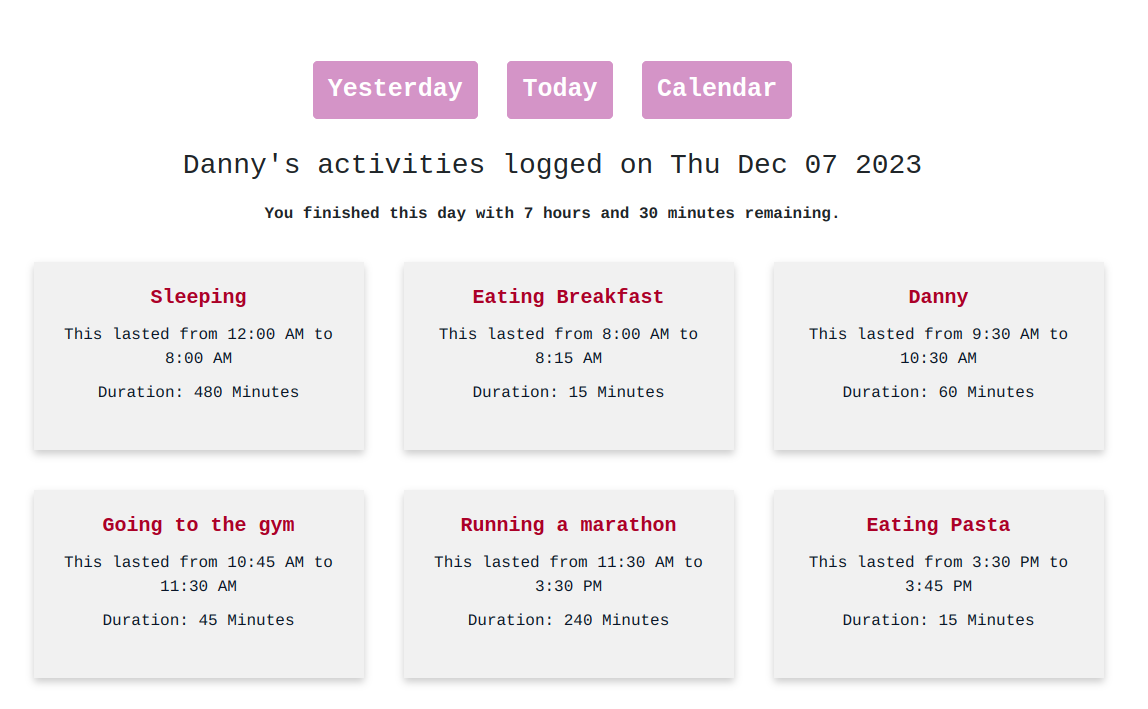 Yesterday Today Calendar
Danny's activities logged on Thu Dec 07 2023
You finished this day with 7 hours and 30 minutes remaining.
Sleeping
This lasted from 12:00 AM to
8:00 AM
Duration: 480 Minutes
Eating Breakfast
This lasted from 8:00 AM to
8:15 AM
Duration: 15 Minutes
Danny
This lasted from 9:30 AM to
10:30 AM
Duration: 60 Minutes
Going to the gym
This lasted from 10:45 AM to
11:30 AM
Duration: 45 Minutes
Running a marathon
This lasted from 11:30 AM to
3:30 PM
Duration: 240 Minutes
Eating Pasta
This lasted from 3:30 PM to
3:45 PM
Duration: 15 Minutes